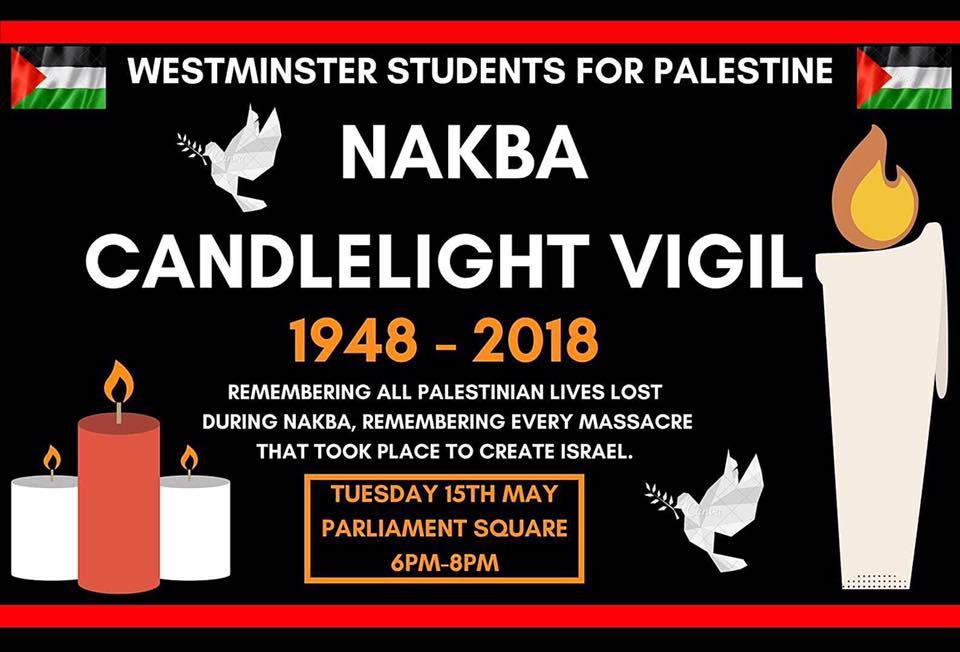 WESTMINSTER STUDENTS FOR PALESTINE
NAKBA
CANDLELIGHT VIGIL
1948 - 2018
REMEMBERING ALL PALESTINIAN LIVES LOST
DURING NAKBA, REMEMBERING EVERY MASSACRE
THAT TOOK PLACE TO CREATE ISRAEL.
TUESDAY 15TH MAY
PARLIAMENT SQUARE
6PM-8PM